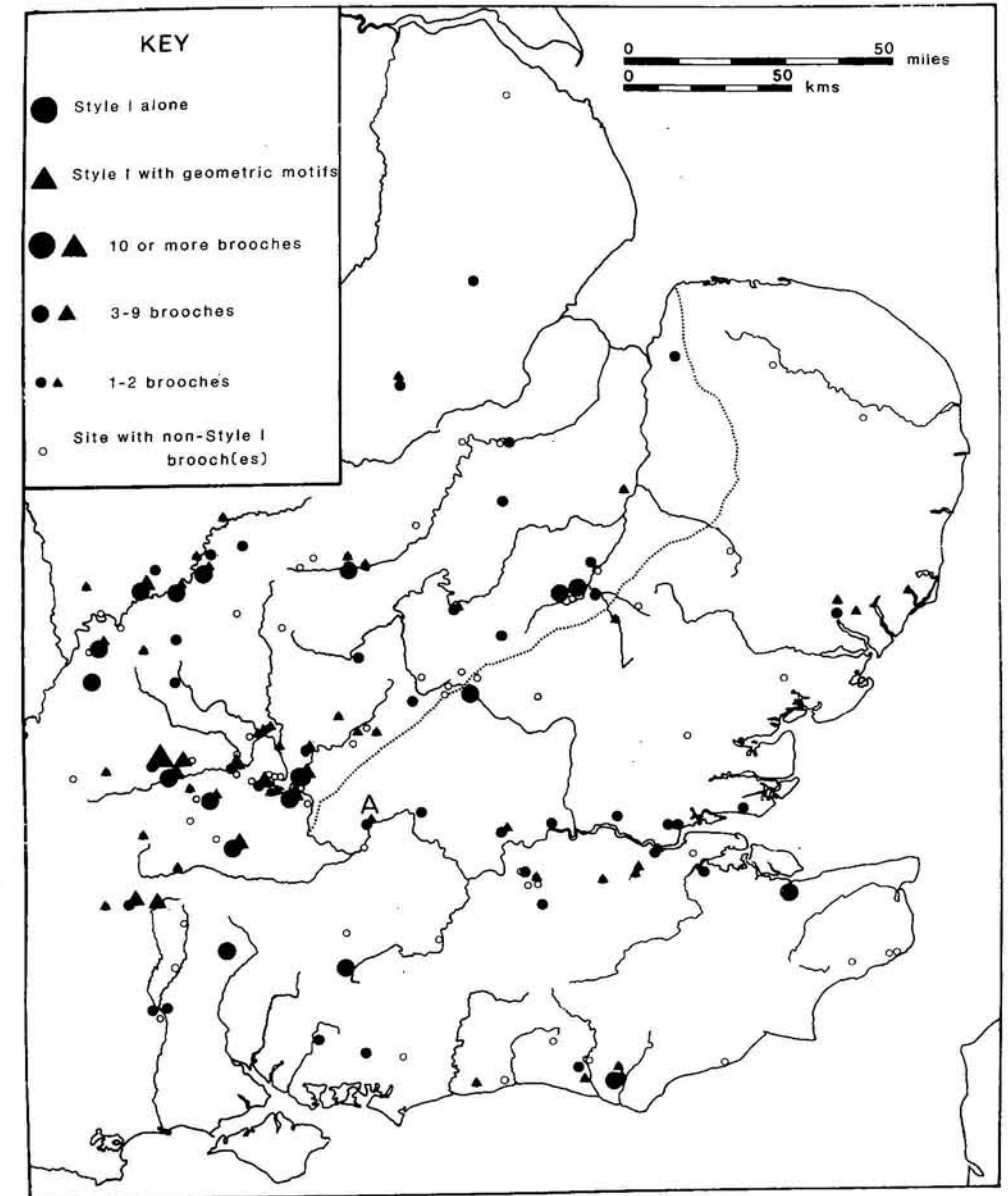 KEY
Style I alone
Style I with geometric motifs
10 or more brooches
3-9 brooches
1-2 brooches
Site with non-Style I
brooch(es)
0 50 miles
0 50 kms
A